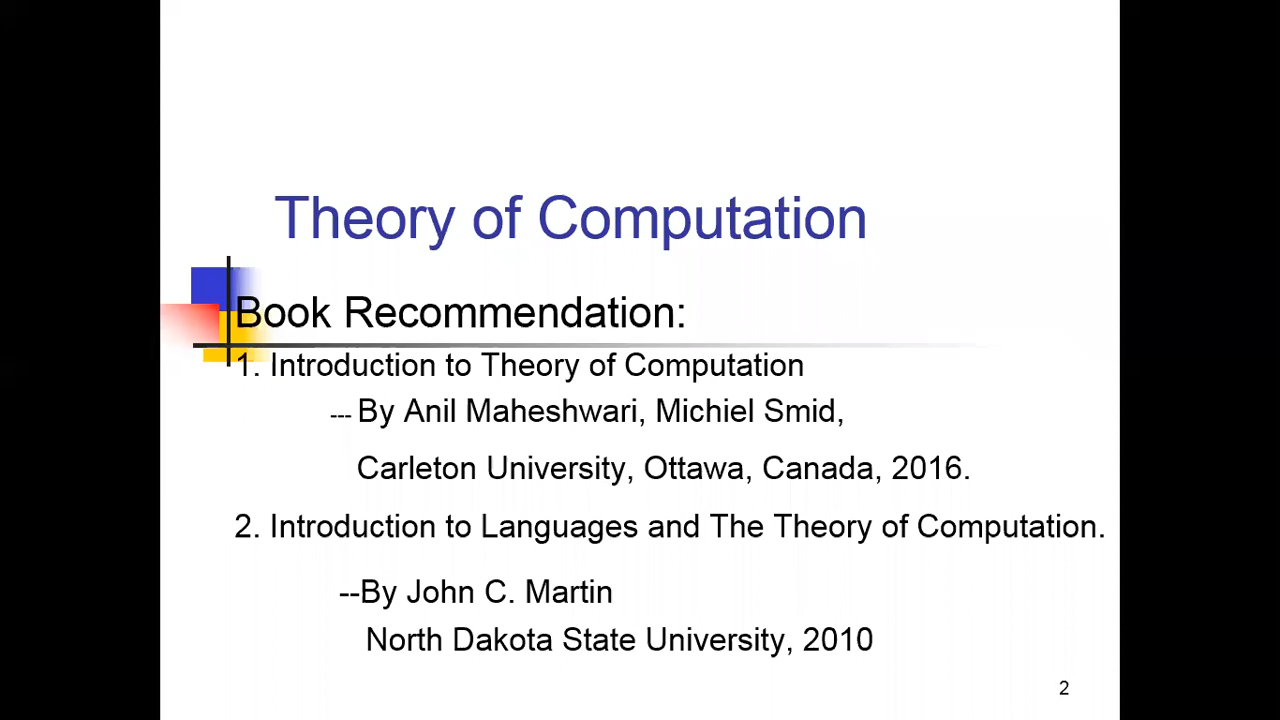 Theory of Computation
Book Recommendation:
1. Introduction to Theory of Computation
--- By Anil Maheshwari, Michiel Smid,
Carleton University, Ottawa, Canada, 2016.
2. Introduction to Languages and The Theory of Computation.
--By John C. Martin
North Dakota State University, 2010
2